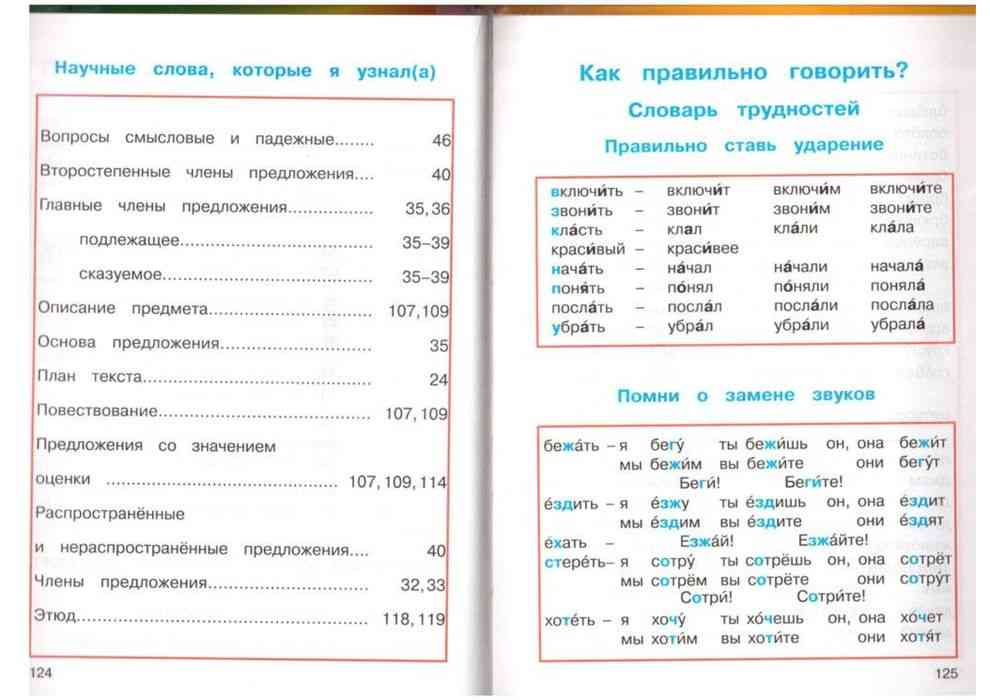 Научные слова, которые я узнал(а)
Вопросы смысловые и падежные........ 46
Второстепенные члены предложения.... 40
Главные члены предложения............... 35,36
подлежащее............................. 35–39
сказуемое................................ 35–39
Описание предмета......................... 107,109
Основа предложения....................... 35
План текста................................... 24
Повествование................................ 107,109
Предложения со значением
оценки ................................... 107, 109, 114
Распространённые
и нераспространённые предложения.... 40
Члены предложения........................ 32,33
Этюд............................................. 118, 119
124
Как правильно говорить?
Словарь трудностей
Правильно ставь ударение
включи́ть – включи́т включи́м включи́те
звони́ть – звони́т звони́м звони́те
кла́сть – клал кла́ли кла́ла
краси́вый – краси́вее
нача́ть – на́чал на́чали начала́
поня́ть – по́нял по́няли поняла́
посла́ть – посла́л посла́ли посла́ла
убра́ть – убра́л убра́ли убрала́
Помни о замене звуков
бежа́ть – я бегу́ ты бежи́шь он, она бежи́т
мы бежи́м вы бежи́те они бегу́т
Беги́! Беги́те!
е́здить – я е́зжу ты е́здишь он, она е́здит
мы е́здим вы е́здите они е́здят
е́хать – Езжа́й! Езжа́йте!
стере́ть – я сотру́ ты сотрёшь он, она сотрёт
мы сотрём вы сотрёте они сотру́т
Сотри́! Сотри́те!
хоте́ть – я хочу́ ты хо́чешь он, она хо́чет
мы хоти́м вы хоти́те они хотя́т
125